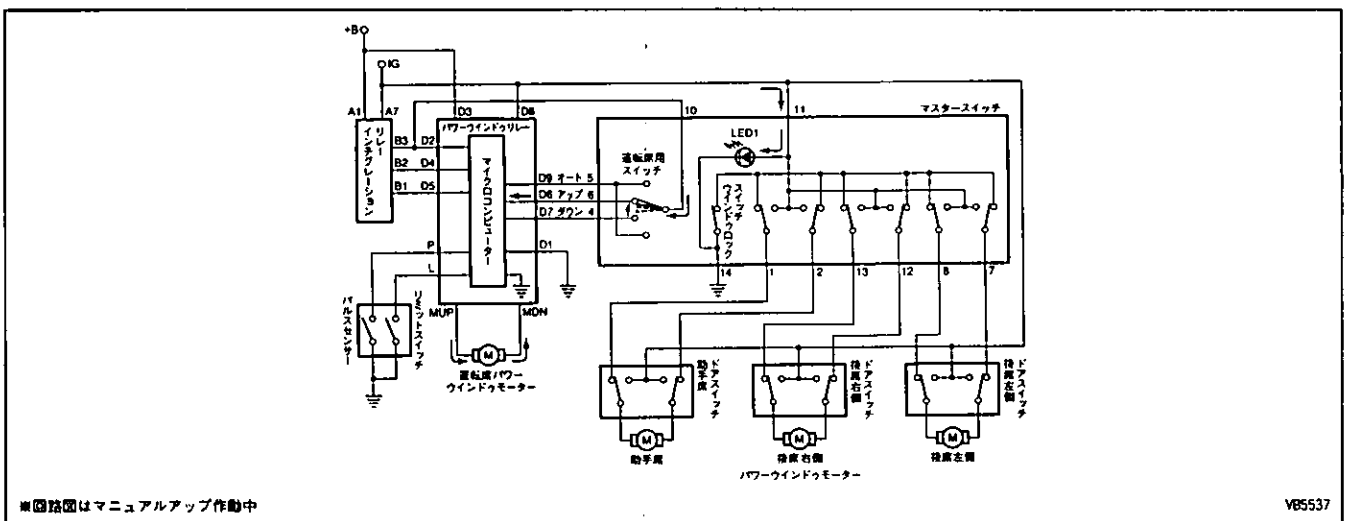 +B
IG
A1 A7 D3 D8 10 11 マスタースイッチ
インテグレーション
リレー
B3 D2
B2 D4
B1 D5
パワーウインドゥリレー
マイクロコンピューター
D9 オート 5
D6 アップ 6
D7 ダウン 4
運転席用
スイッチ
LED1
ウインドゥロック
スイッチ
P
L
D1
14 1 2 13 12 8 7
MUP MDN
パルスセンサー
リミットスイッチ
M
運転席パワー
ウインドゥモーター
助手席
ドアスイッチ
後席右側
ドアスイッチ
後席左側
ドアスイッチ
M M M
助手席 後席右側 後席左側
パワーウインドゥモーター
※回路図はマニュアルアップ作動中
VB5537